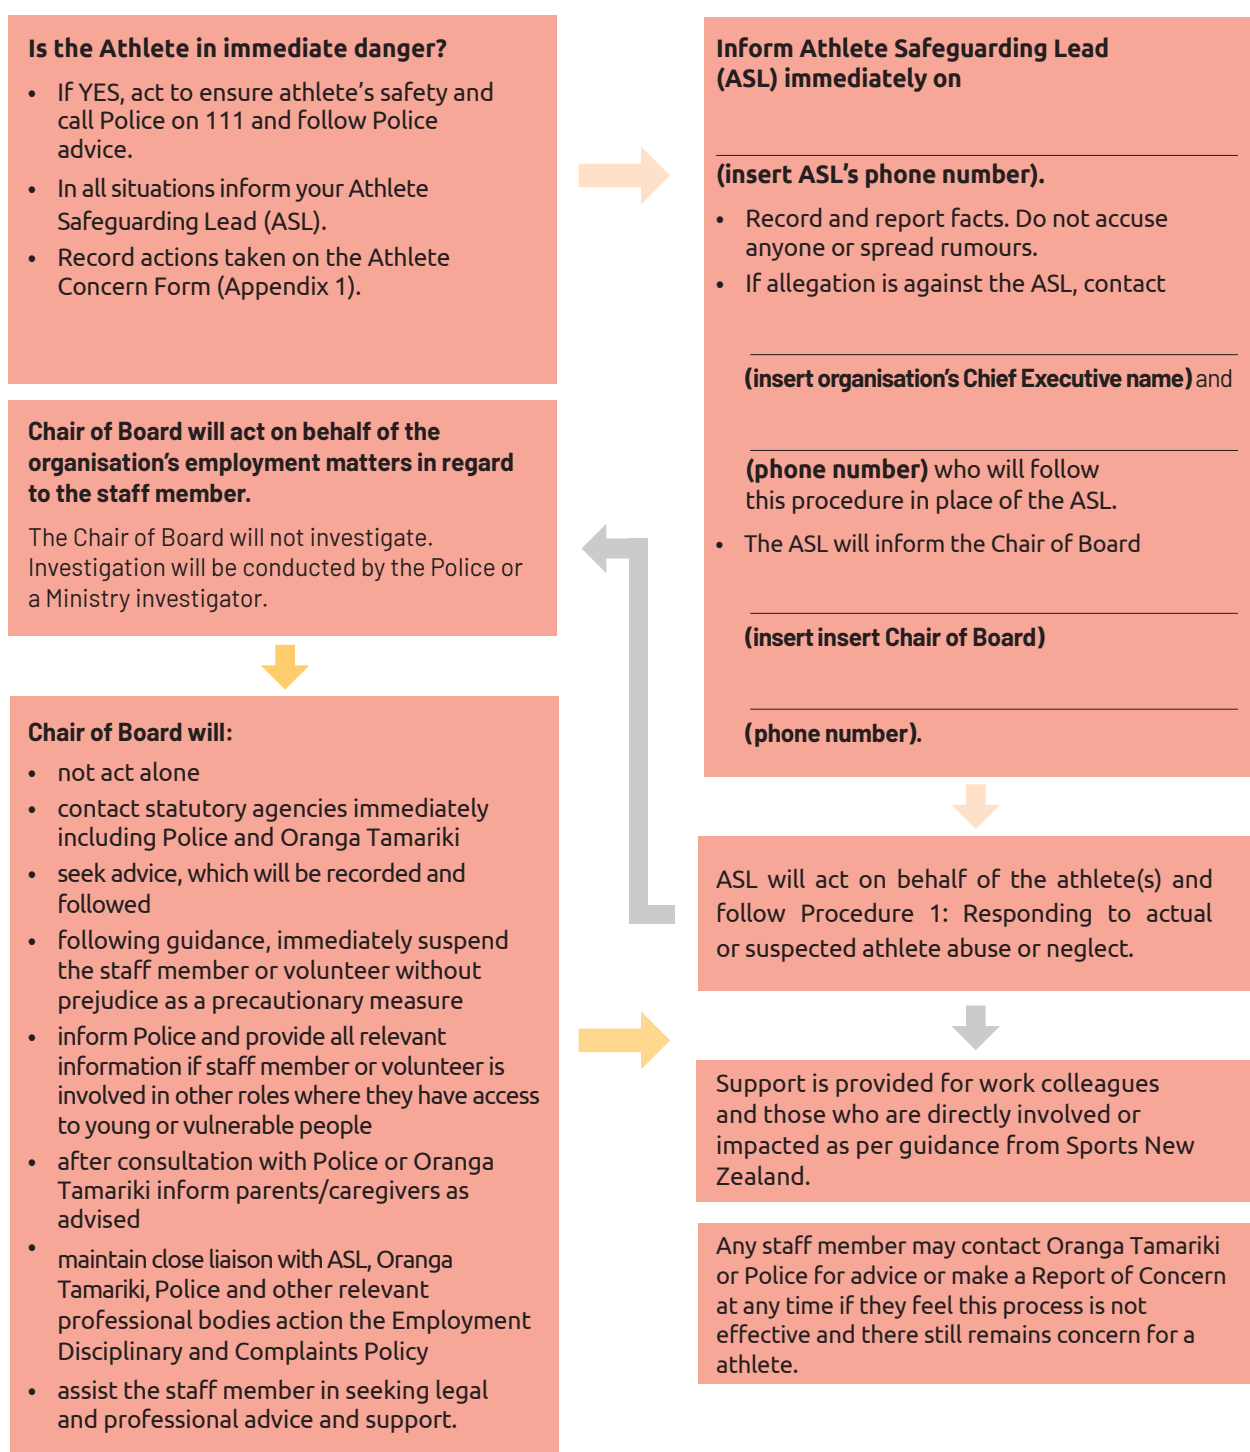 Is the Athlete in immediate danger?
• If YES, act to ensure athlete's safety and
call Police on 111 and follow Police
advice.
• In all situations inform your Athlete
Safeguarding Lead (ASL).
• Record actions taken on the Athlete
Concern Form (Appendix 1).
Inform Athlete Safeguarding Lead
(ASL) immediately on
(insert ASL's phone number).
• Record and report facts. Do not accuse
anyone or spread rumours.
• If allegation is against the ASL, contact
(insert organisation's Chief Executive name) and
(phone number) who will follow
this procedure in place of the ASL.
• The ASL will inform the Chair of Board
(insert insert Chair of Board)
(phone number).
ASL will act on behalf of the athlete(s) and
follow Procedure 1: Responding to actual
or suspected athlete abuse or neglect.
Chair of Board will act on behalf of the
organisation's employment matters in regard
to the staff member.
The Chair of Board will not investigate.
Investigation will be conducted by the Police or
a Ministry investigator.
Chair of Board will:
• not act alone
• contact statutory agencies immediately
including Police and Oranga Tamariki
• seek advice, which will be recorded and
followed
• following guidance, immediately suspend
the staff member or volunteer without
prejudice as a precautionary measure
• inform Police and provide all relevant
information if staff member or volunteer is
involved in other roles where they have access
to young or vulnerable people
• after consultation with Police or Oranga
Tamariki inform parents/caregivers as
advised
• maintain close liaison with ASL, Oranga
Tamariki, Police and other relevant
professional bodies action the Employment
Disciplinary and Complaints Policy
• assist the staff member in seeking legal
and professional advice and support.
Support is provided for work colleagues
and those who are directly involved or
impacted as per guidance from Sports New
Zealand.
Any staff member may contact Oranga Tamariki
or Police for advice or make a Report of Concern
at any time if they feel this process is not
effective and there still remains concern for a
athlete.